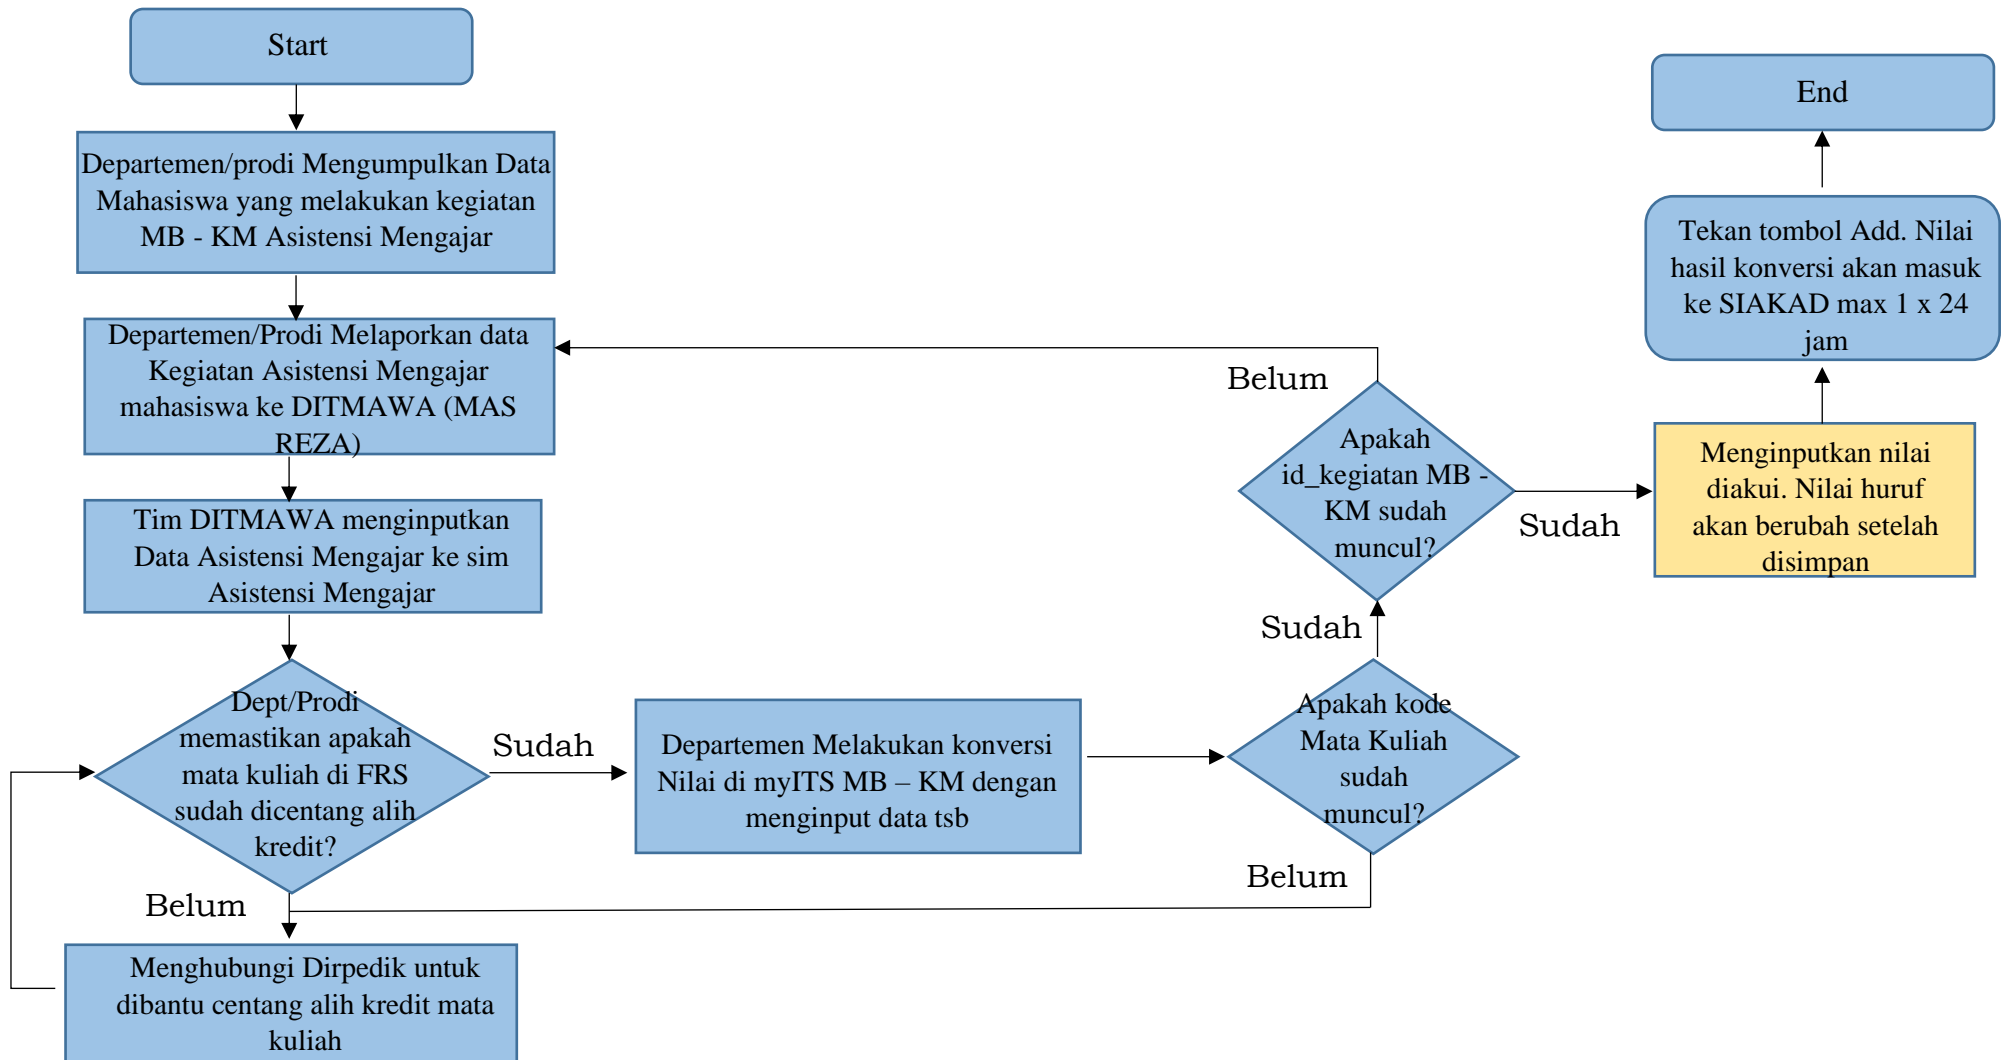 Start
Departemen/prodi Mengumpulkan Data
Mahasiswa yang melakukan kegiatan
MB - KM Asistensi Mengajar
Departemen/Prodi Melaporkan data
Kegiatan Asistensi Mengajar
mahasiswa ke DITMAWA (MAS
REZA)
Tim DITMAWA menginputkan
Data Asistensi Mengajar ke sim
Asistensi Mengajar
Dept/Prodi
memastikan apakah
mata kuliah di FRS
sudah dicentang alih
kredit?
Belum
Menghubungi Dirpedik untuk
dibantu centang alih kredit mata
kuliah
Sudah
Departemen Melakukan konversi
Nilai di myITS MB – KM dengan
menginput data tsb
Apakah kode
Mata Kuliah
sudah
muncul?
Belum
Sudah
Apakah
id_kegiatan MB -
KM sudah
muncul?
Belum
Sudah
Menginputkan nilai
diakui. Nilai huruf
akan berubah setelah
disimpan
Tekan tombol Add. Nilai
hasil konversi akan masuk
ke SIAKAD max 1 x 24
jam
End